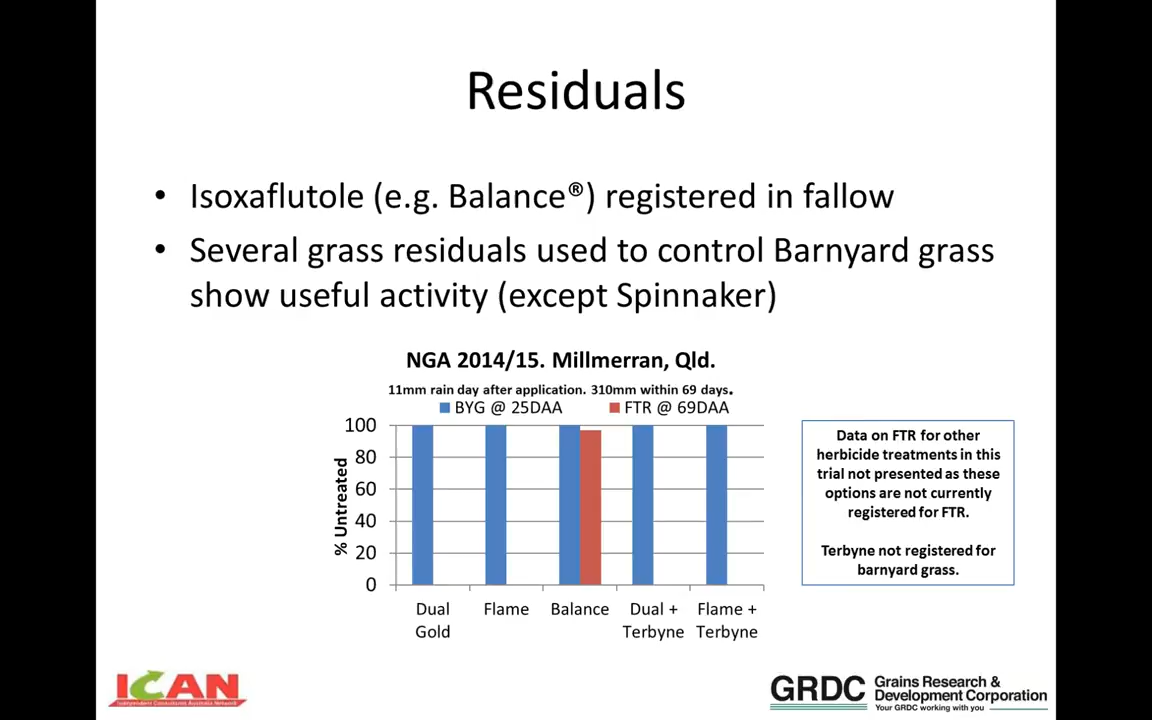 Residuals
• Isoxaflutole (e.g. Balance®) registered in fallow
• Several grass residuals used to control Barnyard grass
show useful activity (except Spinnaker)
NGA 2014/15. Millmerran, Qld.
11mm rain day after application. 310mm within 69 days.
BYG @ 25DAA FTR @ 69DAA
% Untreated
100
80
60
40
20
0
Dual Flame Balance Dual + Flame +
Gold Terbyne Terbyne
Data on FTR for other
herbicide treatments in this
trial not presented as these
options are not currently
registered for FTR.
Terbyne not registered for
barnyard grass.
ICAN
Independent Consultants Australia Network
GRDC
Grains Research &
Development Corporation
Your GRDC working with you